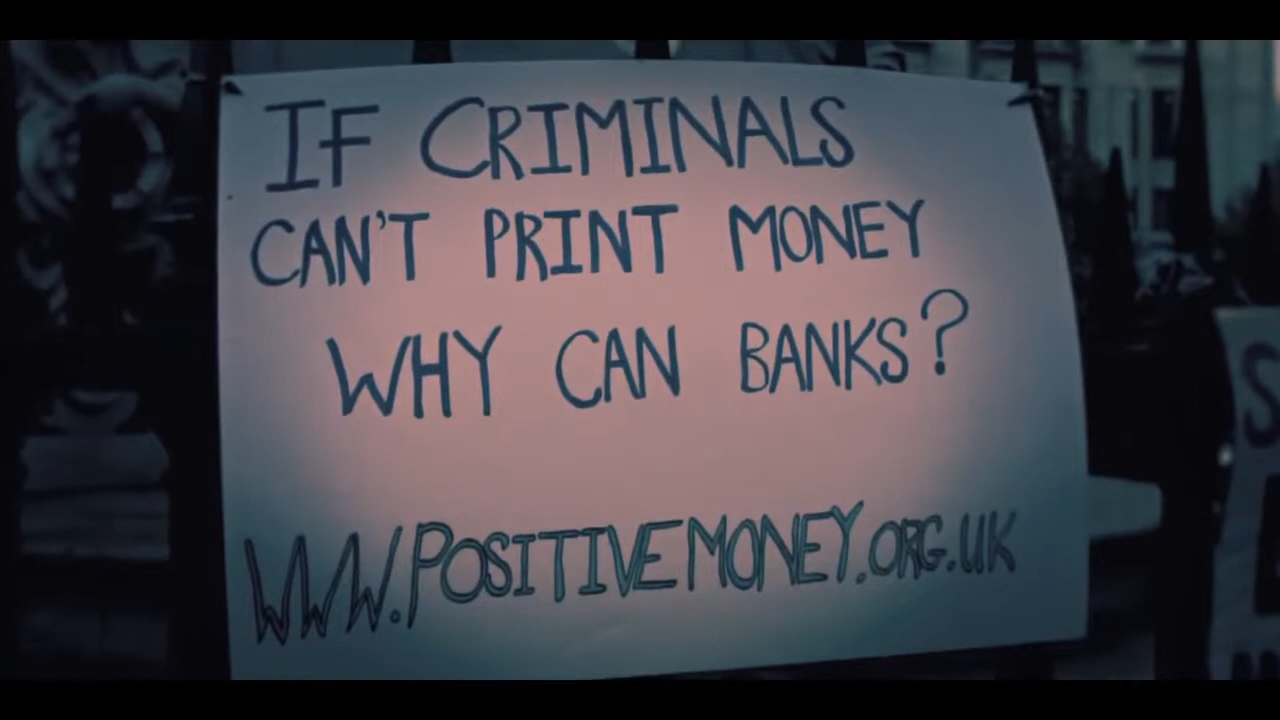 IF CRIMINALS
CAN'T PRINT MONEY
WHY CAN BANKS?
WWW.POSITIVEMONEY.ORG.UK